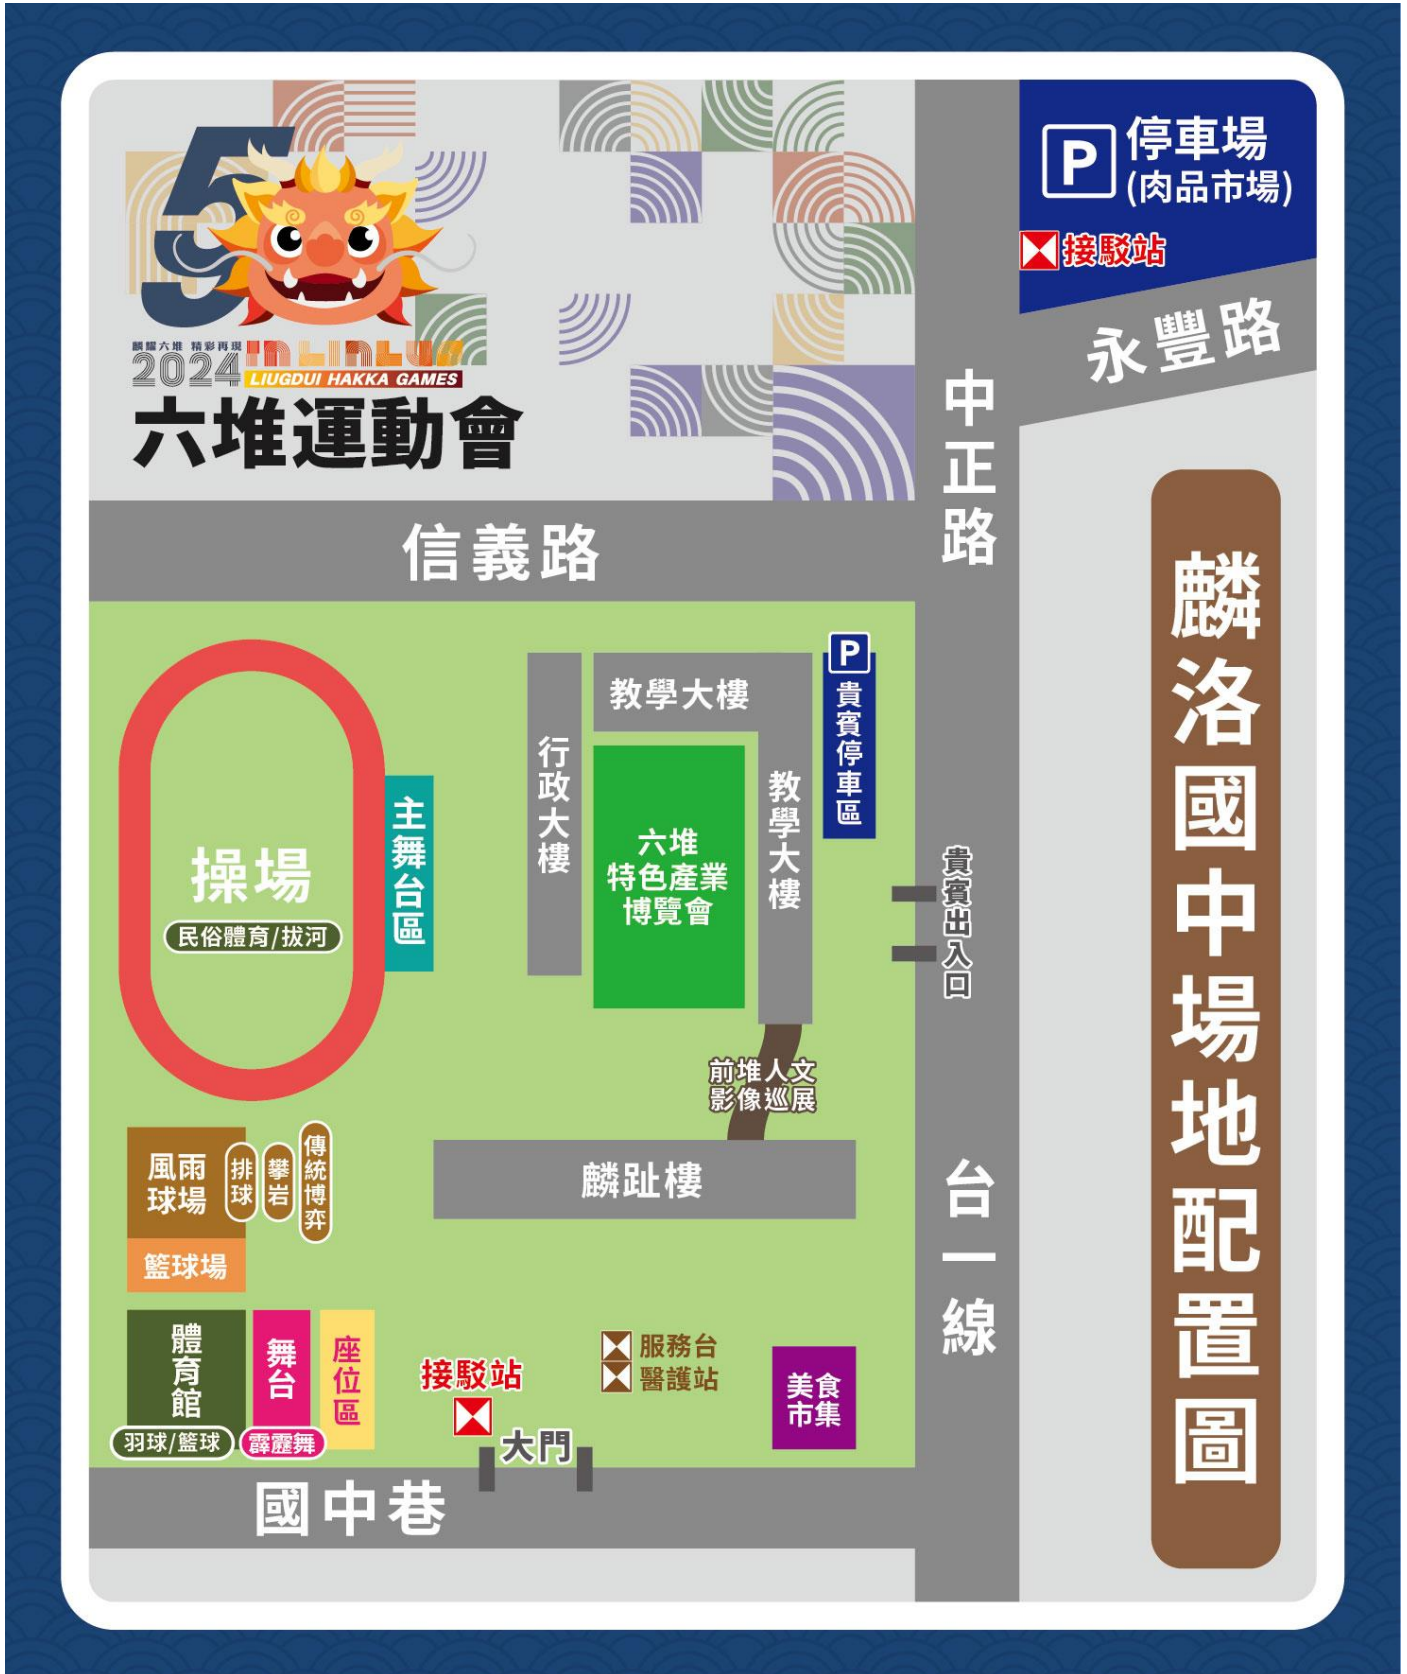 5
麟耀六堆 精彩再現
2024 IN LINLUO
LIUGDUI HAKKA GAMES
六堆運動會
P 停車場
(肉品市場)
接駁站
永豐路
中正路
信義路
麟洛國中場地配置圖
P
貴賓停車區
教學大樓
行政大樓
教學大樓
六堆
特色產業
博覽會
主舞台區
操場
民俗體育/拔河
貴賓出入口
前堆人文
影像巡展
麟趾樓
台一線
風雨
球場
排球
攀岩
傳統博弈
籃球場
體育館
羽球/籃球
舞台
霹靂舞
座位區
接駁站
服務台
醫護站
美食
市集
大門
國中巷